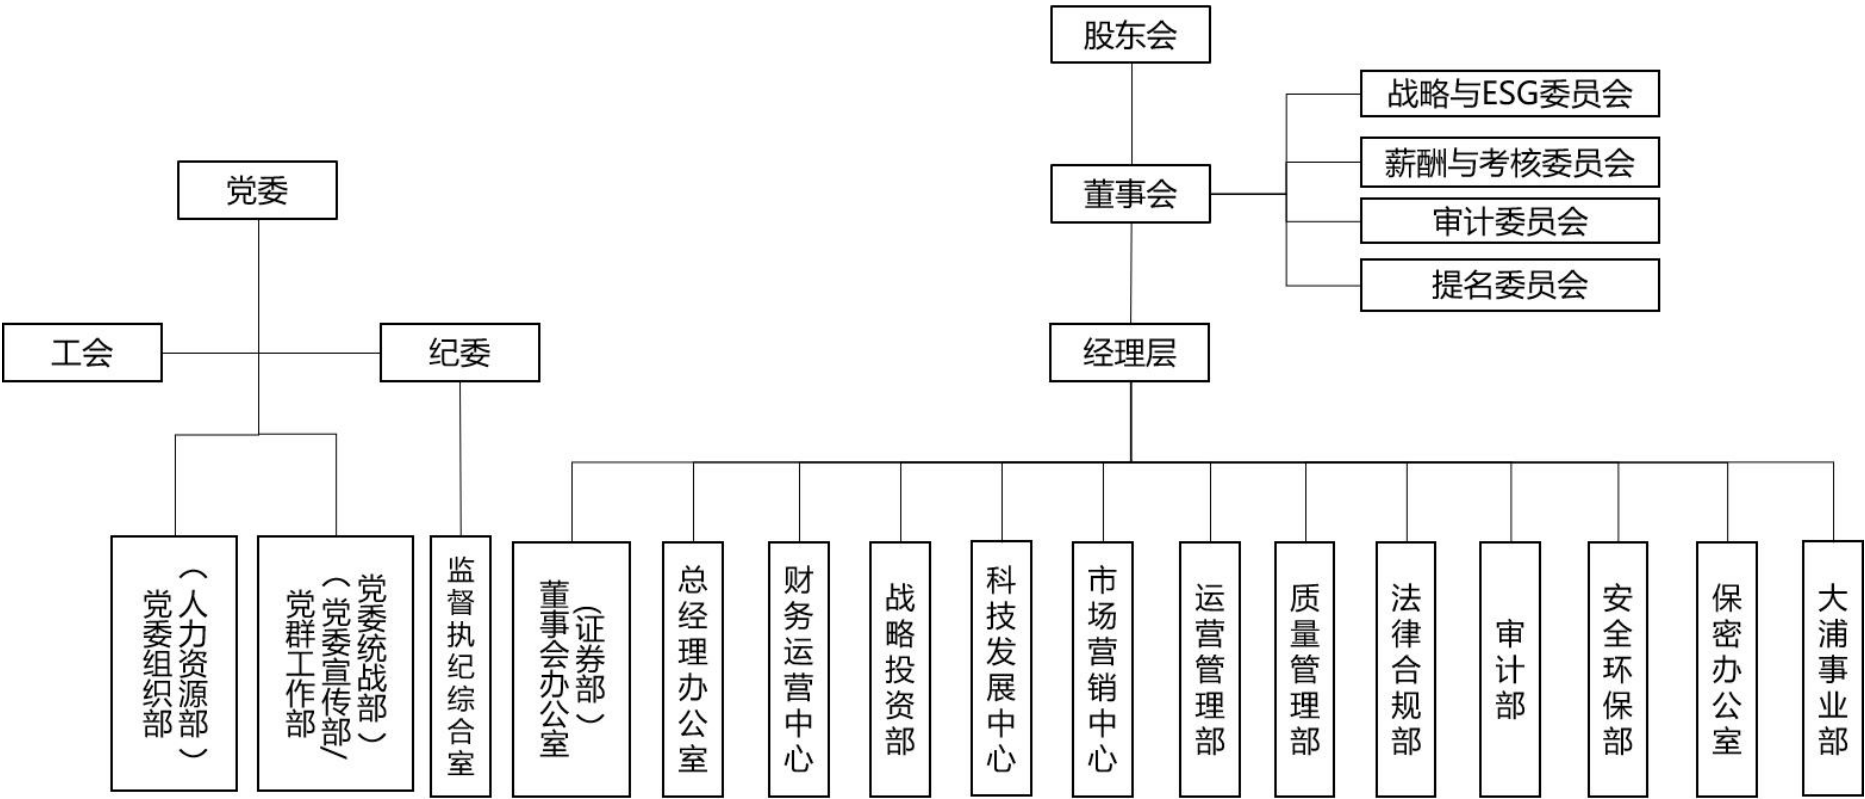 股东会
战略与ESG委员会
薪酬与考核委员会
党委
董事会
审计委员会
提名委员会
工会
纪委
经理层
党委组织部
（人力资源部）
党群工作部
（党委宣传部/
党委统战部）
监督执纪综合室
董事会办公室
(证券部）
总经理办公室
财务运营中心
战略投资部
科技发展中心
市场营销中心
运营管理部
质量管理部
法律合规部
审计部
安全环保部
保密办公室
大浦事业部